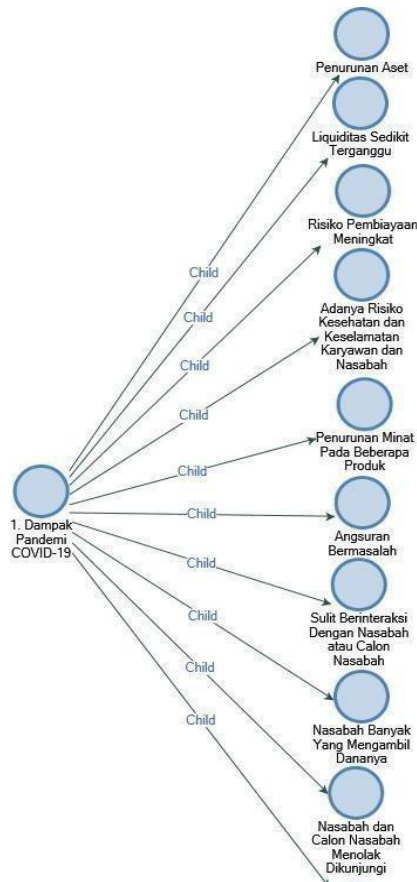 Penurunan Aset
Liquiditas Sedikit
Terganggu
Risiko Pembiayaan
Meningkat
Adanya Risiko
Kesehatan dan
Keselamatan
Karyawan dan
Nasabah
Penurunan Minat
Pada Beberapa
Produk
Angsuran
Bermasalah
Sulit Berinteraksi
Dengan Nasabah
atau Calon
Nasabah
Nasabah Banyak
Yang Mengambil
Dananya
Nasabah dan
Calon Nasabah
Menolak
Dikunjungi
Child
Child
Child
Child
Child
Child
Child
Child
Child
Child
1. Dampak
Pandemi
COVID-19